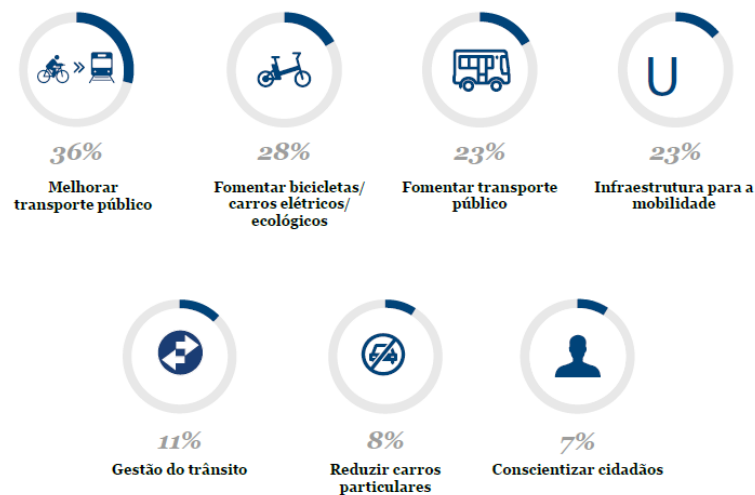 U
36%
28%
23%
23%
Melhorar
transporte público
Fomentar bicicletas/
carros elétricos/
ecológicos
Fomentar transporte
público
Infraestrutura para a
mobilidade
11%
8%
7%
Gestão do trânsito
Reduzir carros
particulares
Conscientizar cidadãos